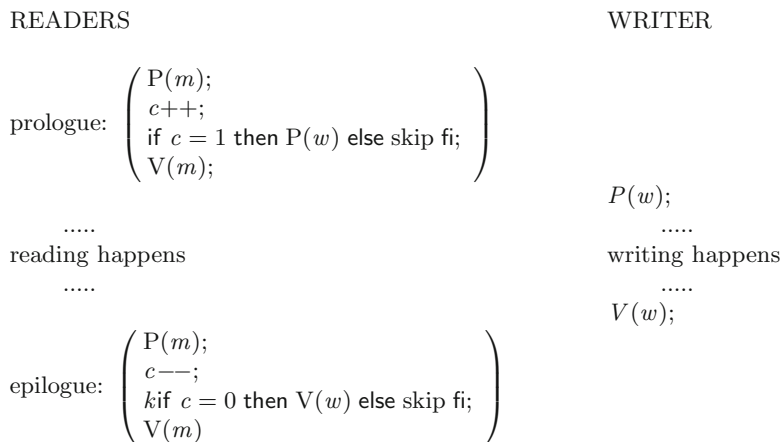 READERS WRITER
P(m);
c++;
prologue: if c = 1 then P(w) else skip fi;
V(m);
P(w);
..... .....
reading happens writing happens
..... .....
V(w);
P(m);
c−−;
epilogue: kif c = 0 then V(w) else skip fi;
V(m)